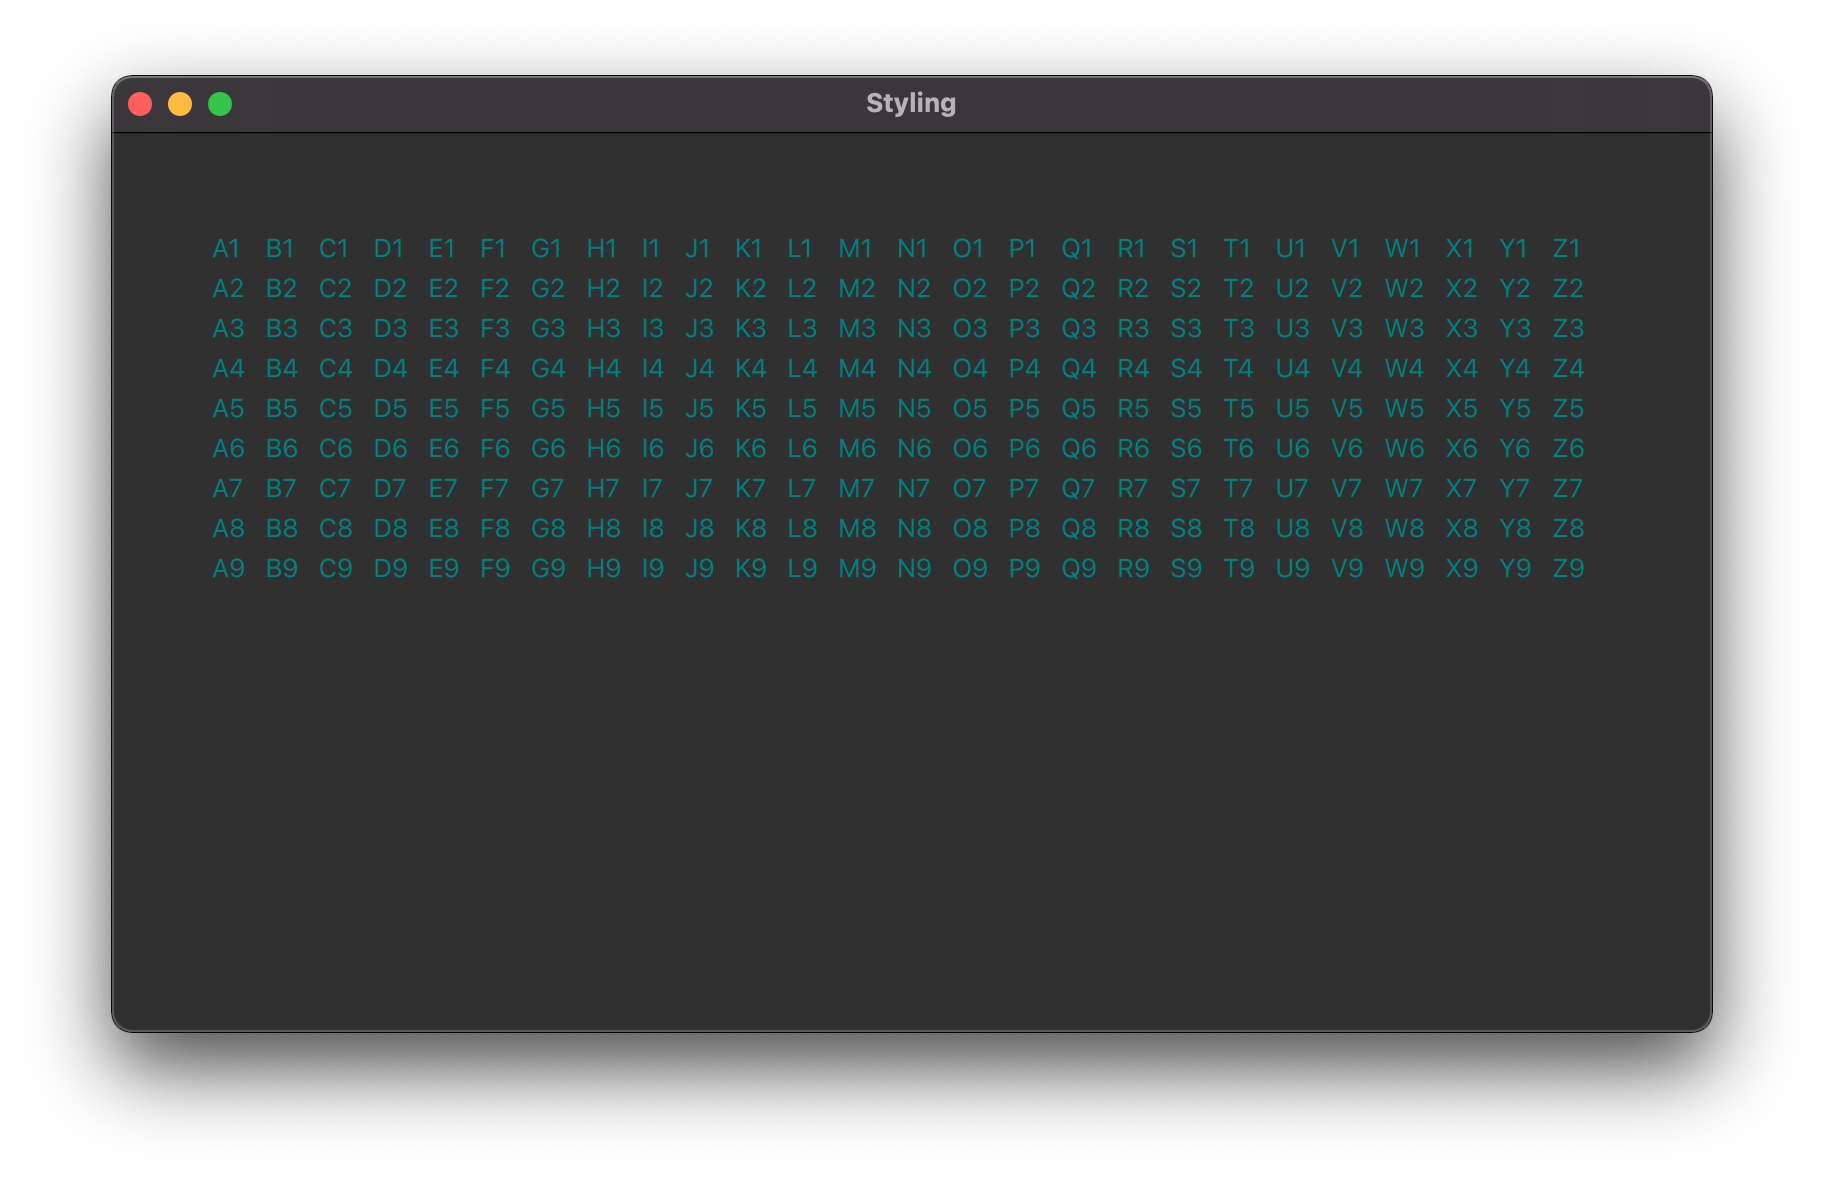 Styling
A1 B1 C1 D1 E1 F1 G1 H1 I1 J1 K1 L1 M1 N1 O1 P1 Q1 R1 S1 T1 U1 V1 W1 X1 Y1 Z1
A2 B2 C2 D2 E2 F2 G2 H2 I2 J2 K2 L2 M2 N2 O2 P2 Q2 R2 S2 T2 U2 V2 W2 X2 Y2 Z2
A3 B3 C3 D3 E3 F3 G3 H3 I3 J3 K3 L3 M3 N3 O3 P3 Q3 R3 S3 T3 U3 V3 W3 X3 Y3 Z3
A4 B4 C4 D4 E4 F4 G4 H4 I4 J4 K4 L4 M4 N4 O4 P4 Q4 R4 S4 T4 U4 V4 W4 X4 Y4 Z4
A5 B5 C5 D5 E5 F5 G5 H5 I5 J5 K5 L5 M5 N5 O5 P5 Q5 R5 S5 T5 U5 V5 W5 X5 Y5 Z5
A6 B6 C6 D6 E6 F6 G6 H6 I6 J6 K6 L6 M6 N6 O6 P6 Q6 R6 S6 T6 U6 V6 W6 X6 Y6 Z6
A7 B7 C7 D7 E7 F7 G7 H7 I7 J7 K7 L7 M7 N7 O7 P7 Q7 R7 S7 T7 U7 V7 W7 X7 Y7 Z7
A8 B8 C8 D8 E8 F8 G8 H8 I8 J8 K8 L8 M8 N8 O8 P8 Q8 R8 S8 T8 U8 V8 W8 X8 Y8 Z8
A9 B9 C9 D9 E9 F9 G9 H9 I9 J9 K9 L9 M9 N9 O9 P9 Q9 R9 S9 T9 U9 V9 W9 X9 Y9 Z9